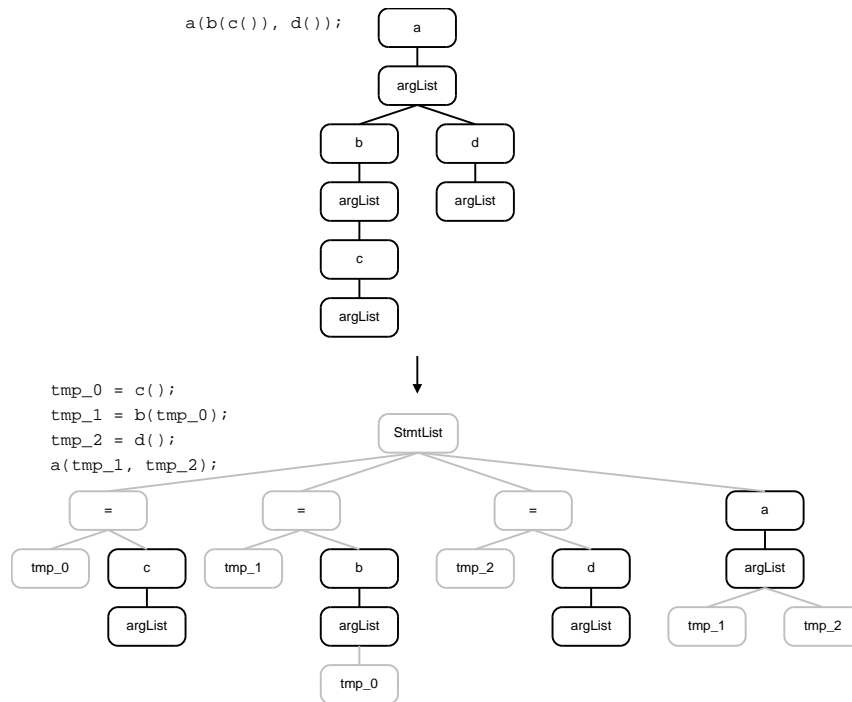 a(b(c()), d());
a
argList
b
d
argList
argList
c
argList
tmp_0 = c();
tmp_1 = b(tmp_0);
tmp_2 = d();
a(tmp_1, tmp_2);
StmtList
=
=
=
a
tmp_0
c
tmp_1
b
tmp_2
d
argList
argList
argList
argList
tmp_1
tmp_2
tmp_0